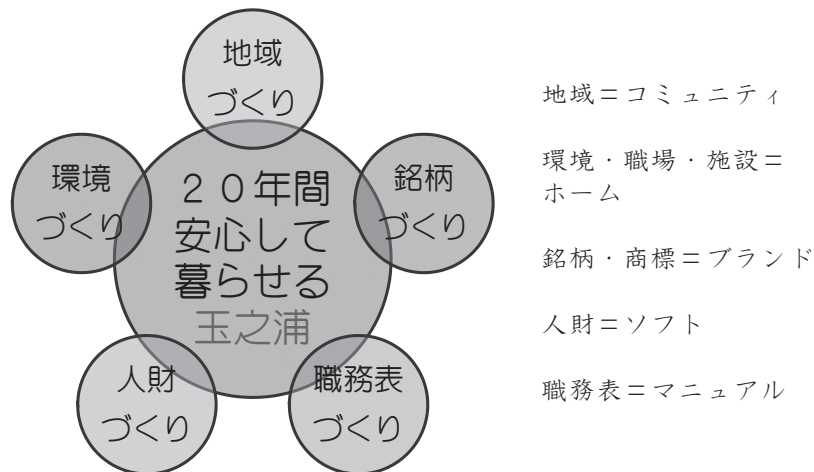 地域
づくり
環境
づくり
銘柄
づくり
２０年間
安心して
暮らせる
玉之浦
人財
づくり
職務表
づくり
地域＝コミュニティ
環境・職場・施設＝
ホーム
銘柄・商標＝ブランド
人財＝ソフト
職務表＝マニュアル